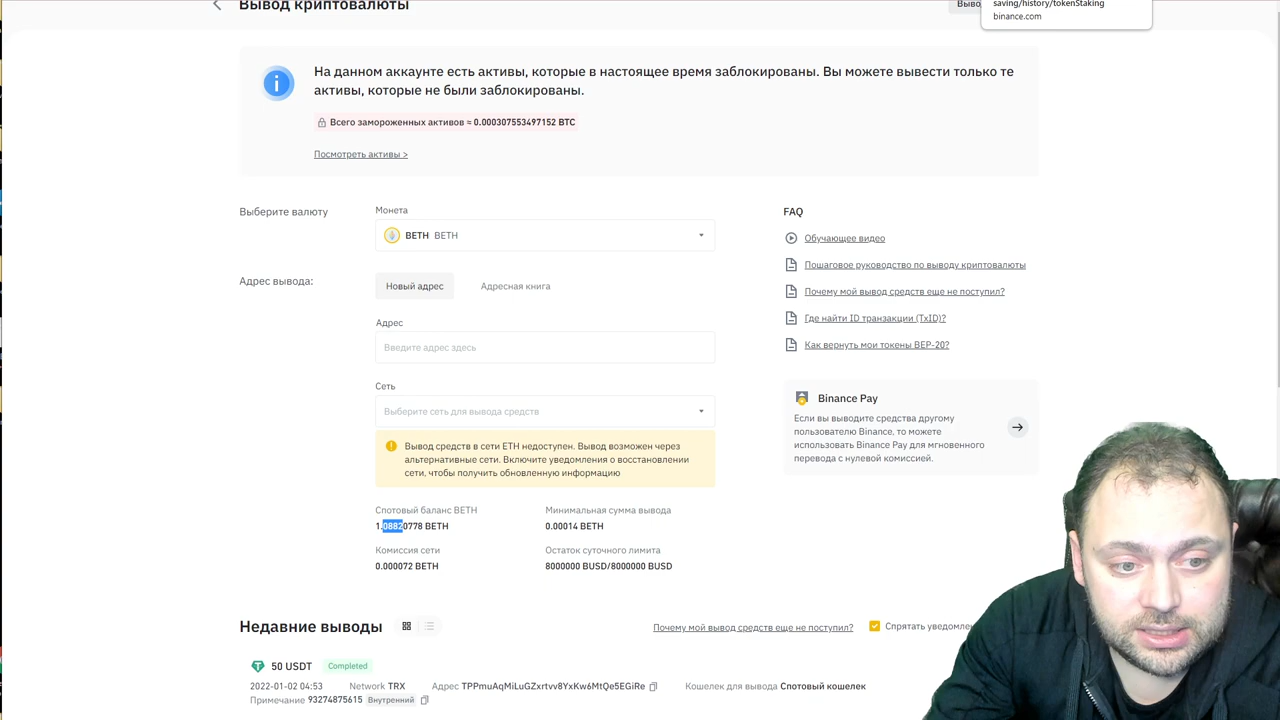 Вывод криптовалюты
Выво
saving/history/tokenStaking
binance.com
На данном аккаунте есть активы, которые в настоящее время заблокированы. Вы можете вывести только те
активы, которые не были заблокированы.
Всего замороженных активов ≈ 0.000307553497152 BTC
Посмотреть активы >
Выберите валюту
Монета
BETH BETH
Адрес вывода:
Новый адрес
Адресная книга
Адрес
Введите адрес здесь
Сеть
Выберите сеть для вывода средств
Вывод средств в сети ETH недоступен. Вывод возможен через
альтернативные сети. Включите уведомления о восстановлении
сети, чтобы получить обновленную информацию
Спотовый баланс BETH
1.08820778 BETH
Минимальная сумма вывода
0.00014 BETH
Комиссия сети
0.000072 BETH
Остаток суточного лимита
8000000 BUSD/8000000 BUSD
FAQ
Обучающее видео
Пошаговое руководство по выводу криптовалюты
Почему мой вывод средств еще не поступил?
Где найти ID транзакции (TxID)?
Как вернуть мои токены BEP-20?
Binance Pay
Если вы выводите средства другому
пользователю Binance, то можете
использовать Binance Pay для мгновенного
перевода с нулевой комиссией.
Недавние выводы
Почему мой вывод средств еще не поступил?
Спрятать уведомлен
50 USDT Completed
2022-01-02 04:53 Network TRX Адрес TPPmuAqMiLuGZxrtvv8YxKw6MtQe5EGiRe Кошелек для вывода Спотовый кошелек
Примечание 93274875615 Внутренний